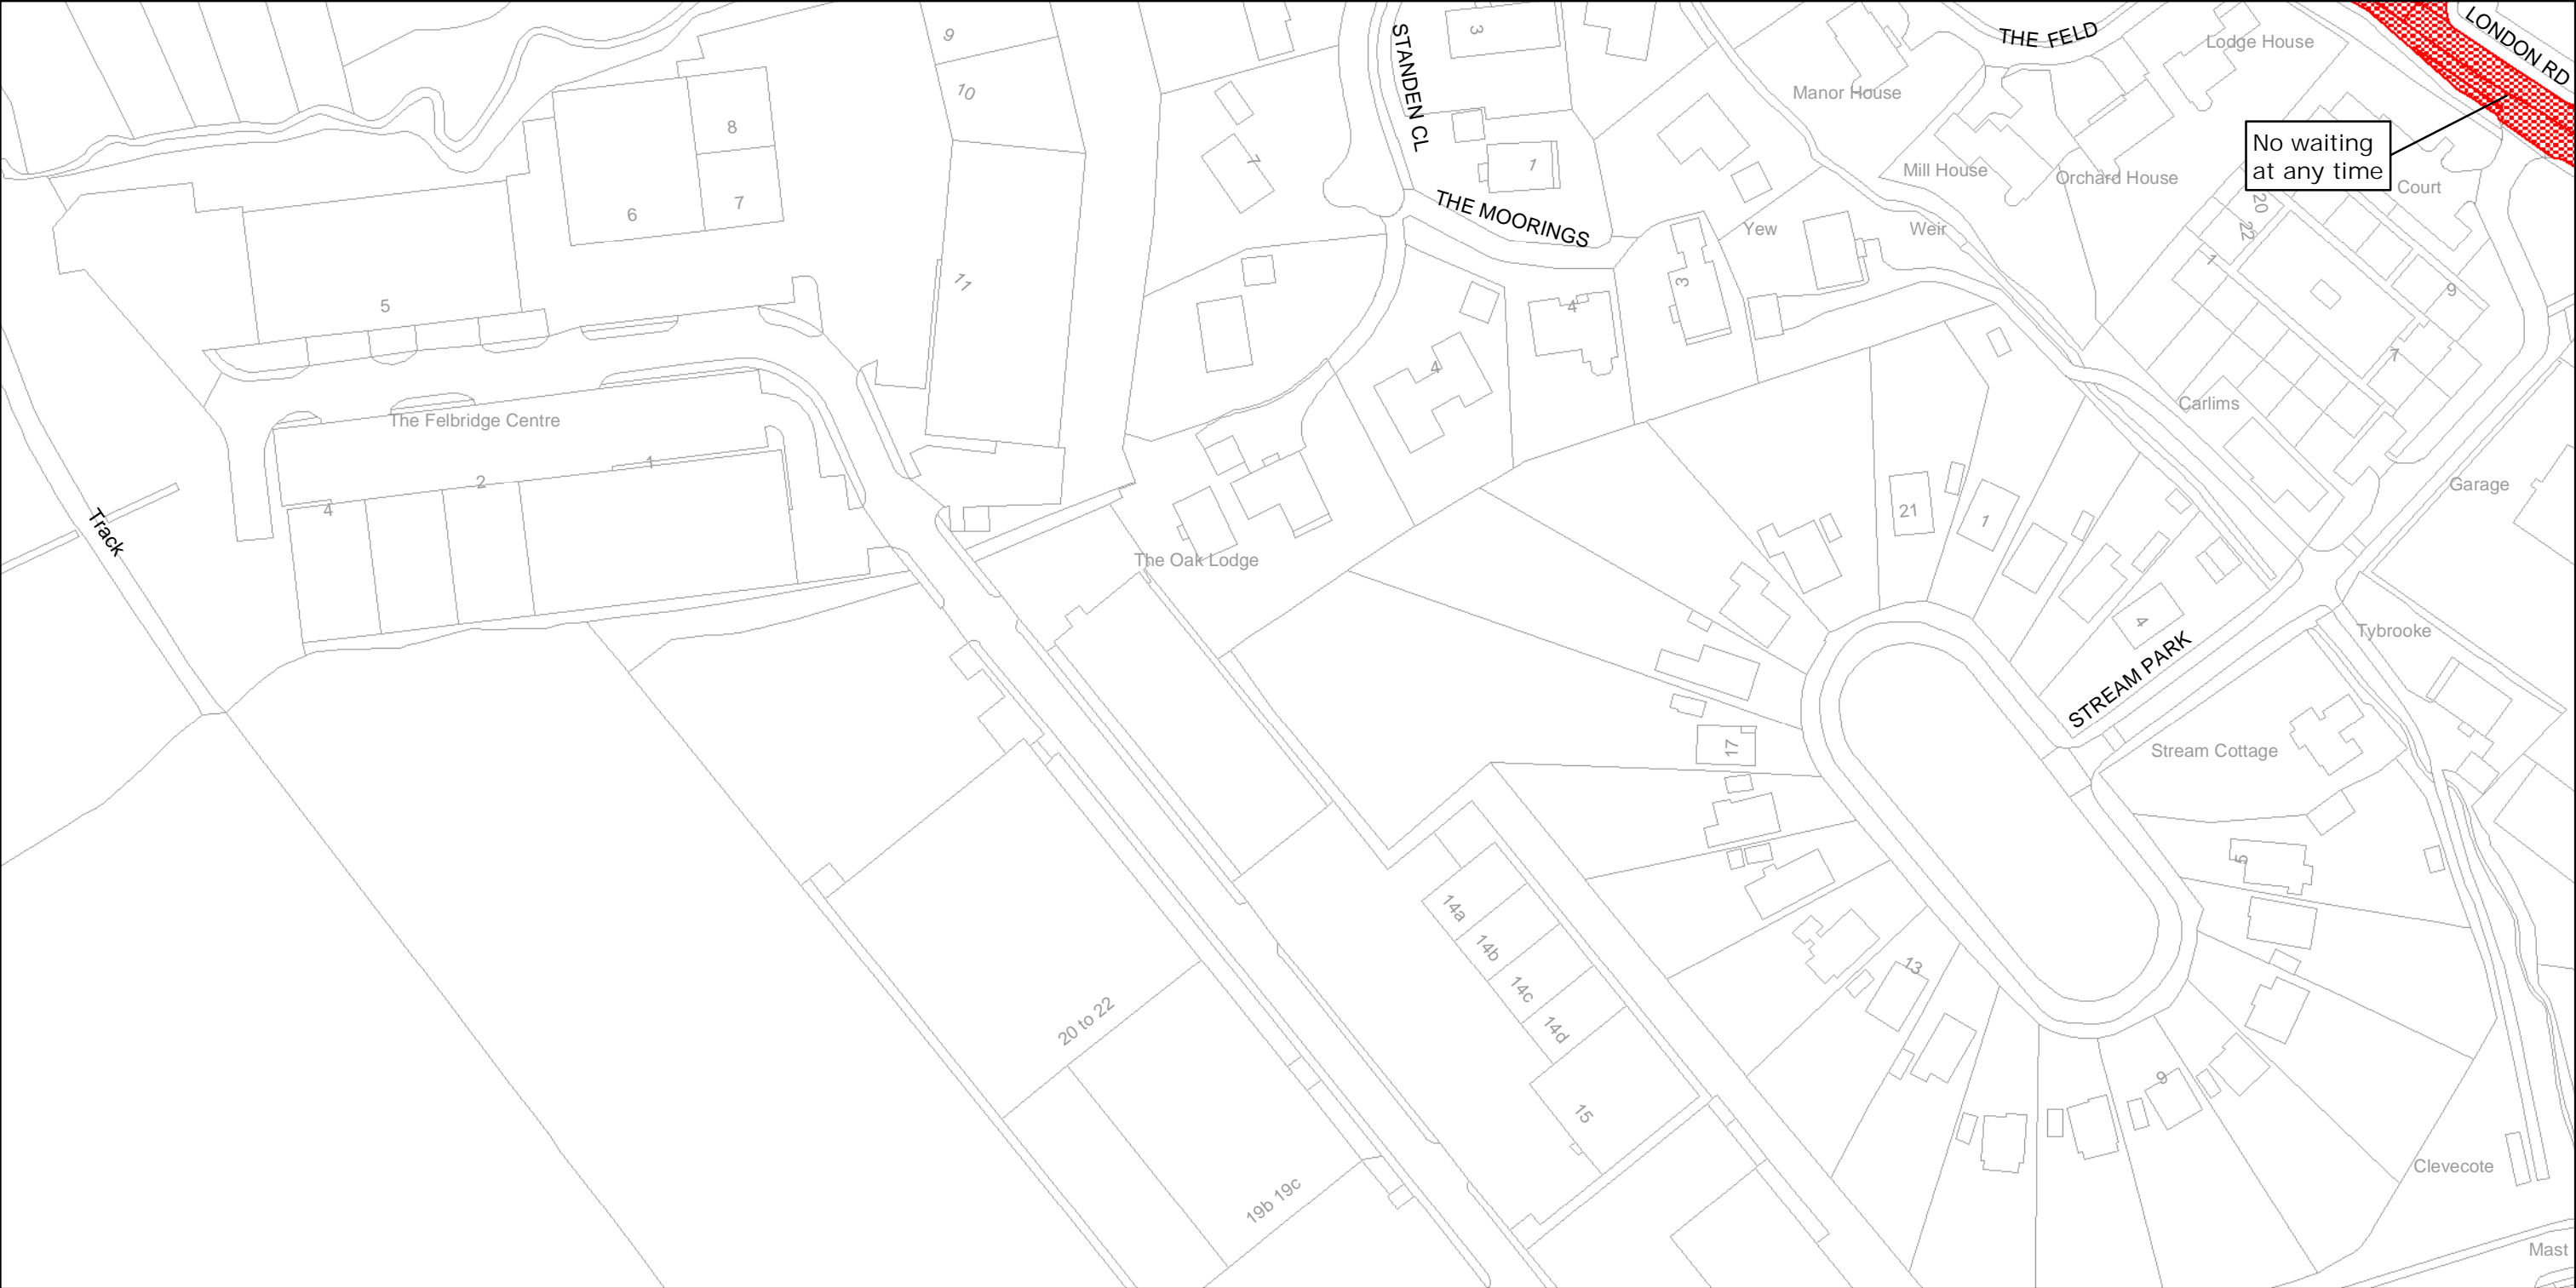 9
10
8
7
6
5
11
The Felbridge Centre
1
2
4
Track
STANDEN CL
3
1
7
THE MOORINGS
4
4
3
Yew
Weir
Manor House
THE FELD
Lodge House
LONDON RD
No waiting
at any time
Mill House
Orchard House
Court
20
22
1
9
7
Carlims
Garage
The Oak Lodge
21
1
4
STREAM PARK
Tybrooke
Stream Cottage
17
5
14a
14b
14c
14d
15
13
9
20 to 22
19b 19c
Clevecote
Mast